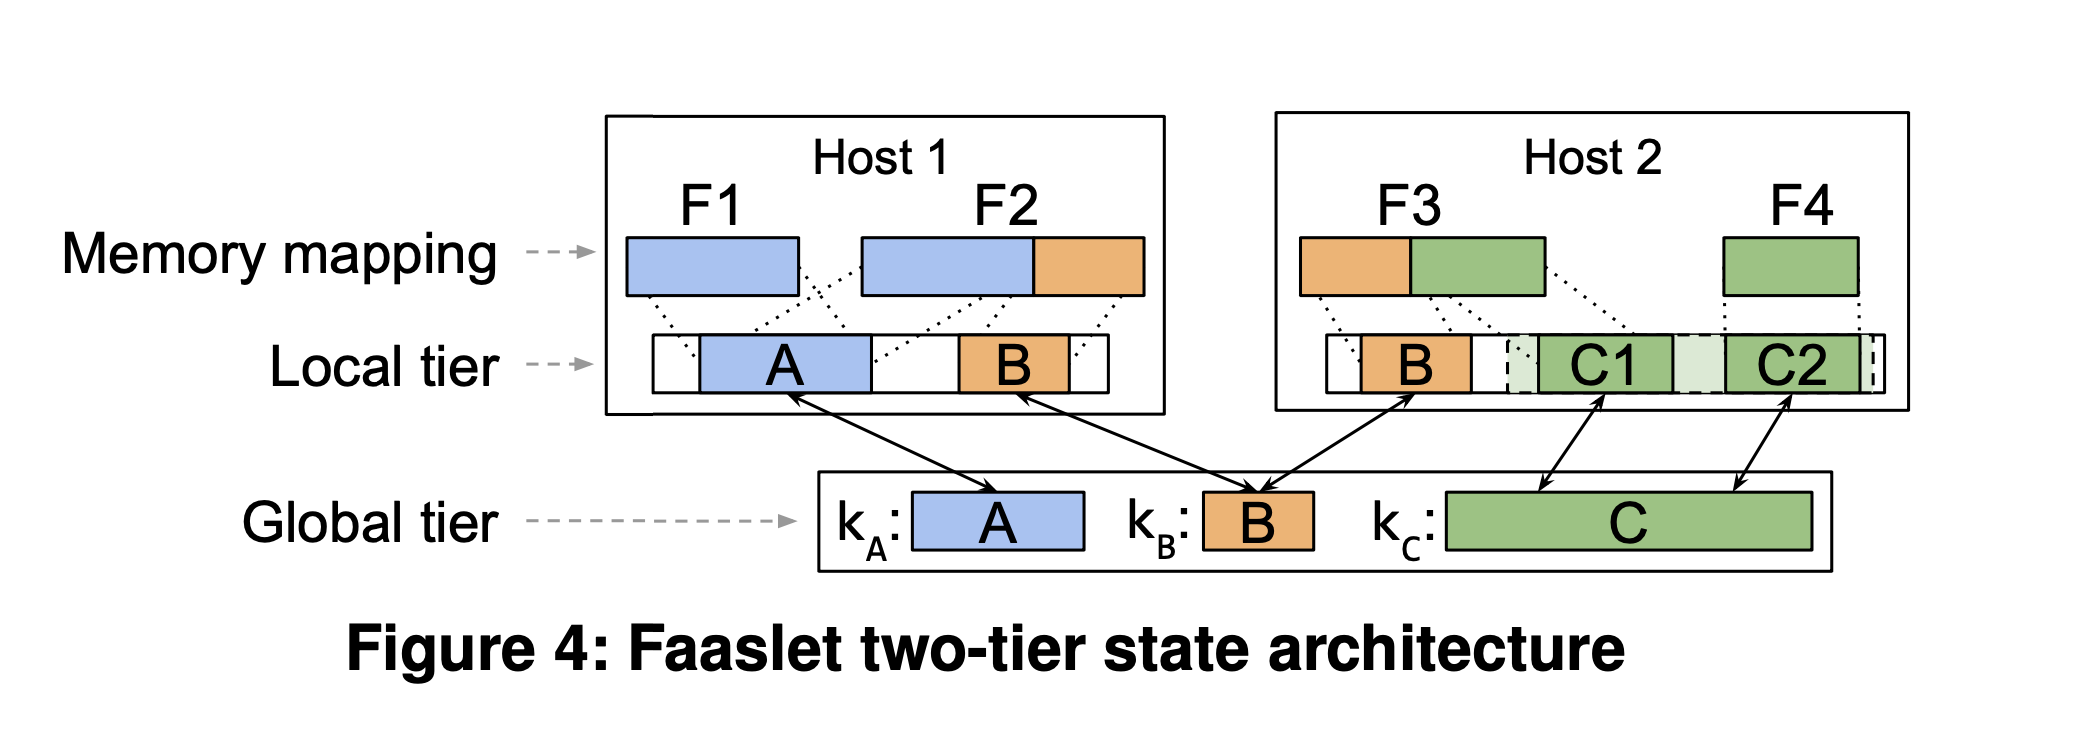 Host 1
Host 2
F1
F2
F3
F4
Memory mapping
Local tier
A
B
B
C1
C2
Global tier
kA:
A
kB:
B
kC:
C
Figure 4: Faaslet two-tier state architecture